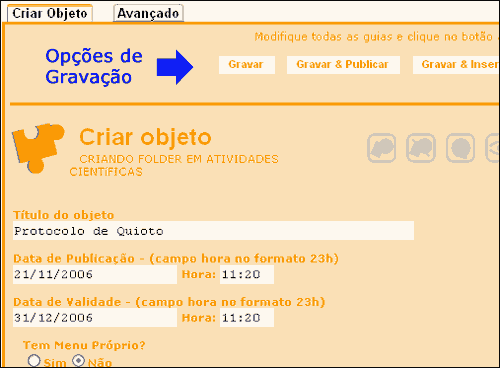 Criar Objeto Avançado
Modifique todas as guias e clique no botão
Opções de
Gravação
Gravar Gravar & Publicar Gravar &
Criar objeto
CRIANDO FOLDER EM ATIVIDADES
CIENTÍFICAS
Título do objeto
Protocolo de Quioto
Data de Publicação - (campo hora no formato 23h)
21/11/2006 Hora: 11:20
Data de Validade - (campo hora no formato 23h)
31/12/2006 Hora: 11:20
Tem Menu Próprio?
Sim Não